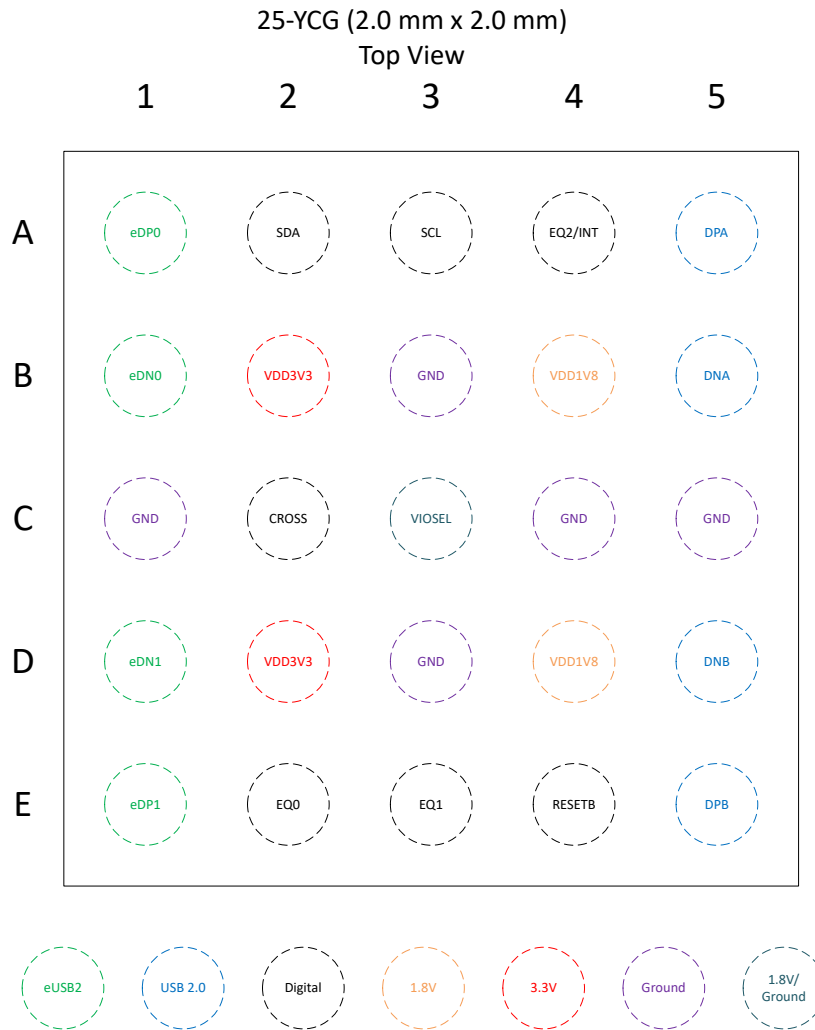 25-YCG (2.0 mm x 2.0 mm)
Top View
1 2 3 4 5
A eDP0 SDA SCL EQ2/INT DPA
B eDN0 VDD3V3 GND VDD1V8 DNA
C GND CROSS VIOSEL GND GND
D eDN1 VDD3V3 GND VDD1V8 DNB
E eDP1 EQ0 EQ1 RESETB DPB
eUSB2 USB 2.0 Digital 1.8V 3.3V Ground 1.8V/
Ground